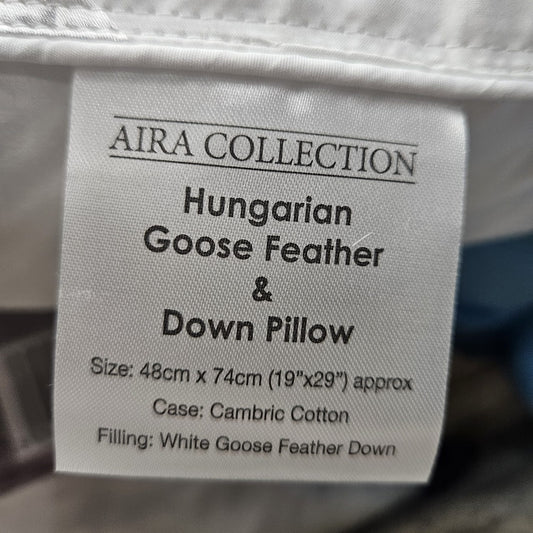 AIRA COLLECTION
Hungarian
Goose Feather
&
Down Pillow
Size: 48cm x 74cm (19"x29") approx
Case: Cambric Cotton
Filling: White Goose Feather Down